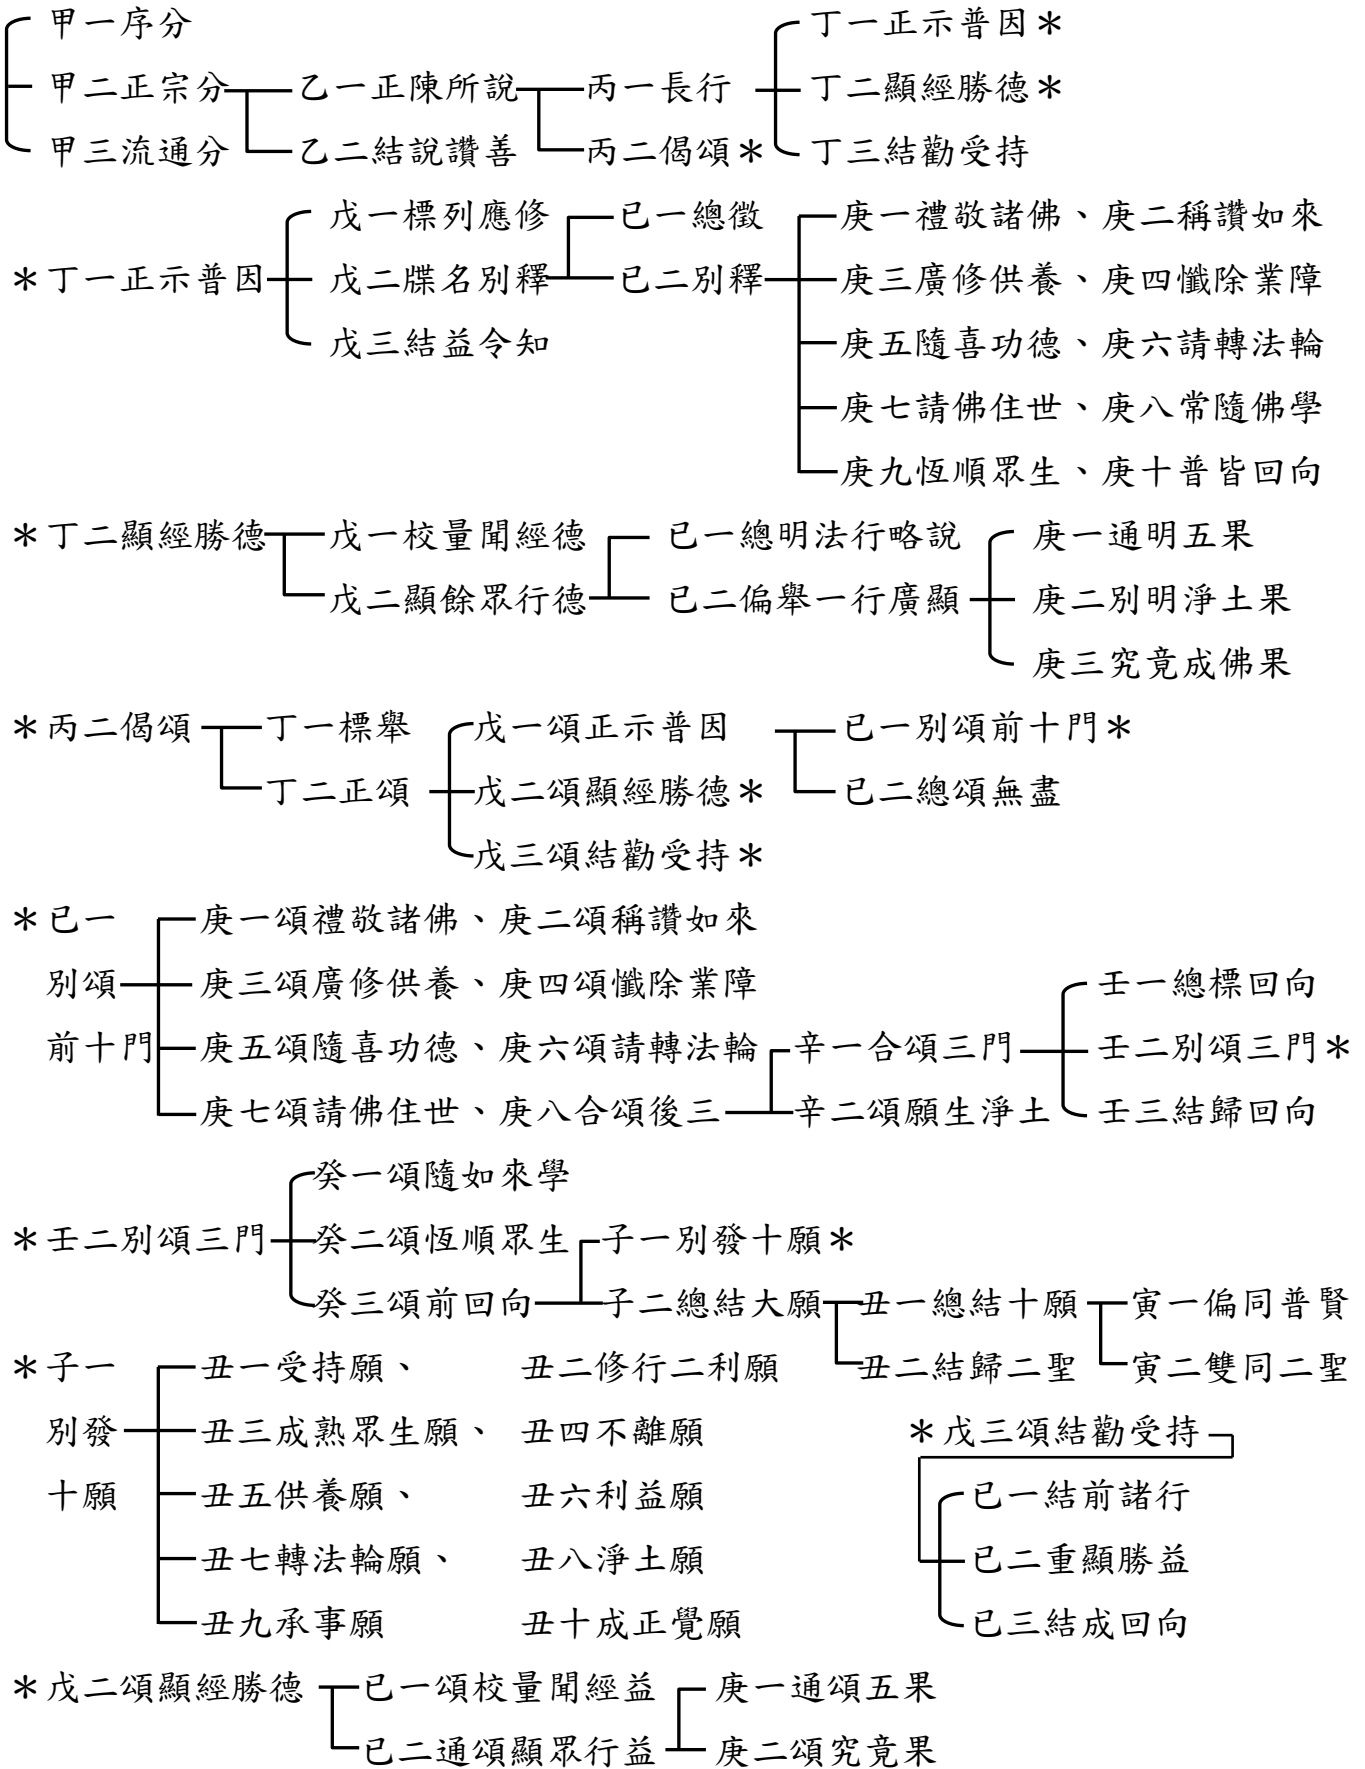 甲一序分 丁一正示普因＊
甲二正宗分 乙一正陳所說 丙一長行 丁二顯經勝德＊
甲三流通分 乙二結說讚善 丙二偈頌＊ 丁三結勸受持
戊一標列應修 已一總徵 庚一禮敬諸佛、庚二稱讚如來
＊丁一正示普因 戊二牒名別釋 已二別釋 庚三廣修供養、庚四懺除業障
戊三結益令知 庚五隨喜功德、庚六請轉法輪
庚七請佛住世、庚八常隨佛學
庚九恆順眾生、庚十普皆回向
＊丁二顯經勝德 戊一校量聞經德 已一總明法行略說 庚一通明五果
戊二顯餘眾行德 已二偏舉一行廣顯 庚二別明淨土果
庚三究竟成佛果
＊丙二偈頌 丁一標舉 戊一頌正示普因 已一別頌前十門＊
丁二正頌 戊二頌顯經勝德＊ 已二總頌無盡
戊三頌結勸受持＊
＊已一 庚一頌禮敬諸佛、庚二頌稱讚如來
別頌 庚三頌廣修供養、庚四頌懺除業障 壬一總標回向
前十門 庚五頌隨喜功德、庚六頌請轉法輪 辛一合頌三門 壬二別頌三門＊
庚七頌請佛住世、庚八合頌後三 辛二頌願生淨土 壬三結歸回向
癸一頌隨如來學
＊壬二別頌三門 癸二頌恆順眾生 子一別發十願＊
癸三頌前回向 子二總結大願 丑一總結十願 寅一偏同普賢
＊子一 丑一受持願、 丑二修行二利願 丑二結歸二聖 寅二雙同二聖
別發 丑三成熟眾生願、 丑四不離願 ＊戊三頌結勸受持
十願 丑五供養願、 丑六利益願 已一結前諸行
丑七轉法輪願、 丑八淨土願 已二重顯勝益
丑九承事願 丑十成正覺願 已三結成回向
＊戊二頌顯經勝德 已一頌校量聞經益 庚一通頌五果
已二通頌顯眾行益 庚二頌究竟果